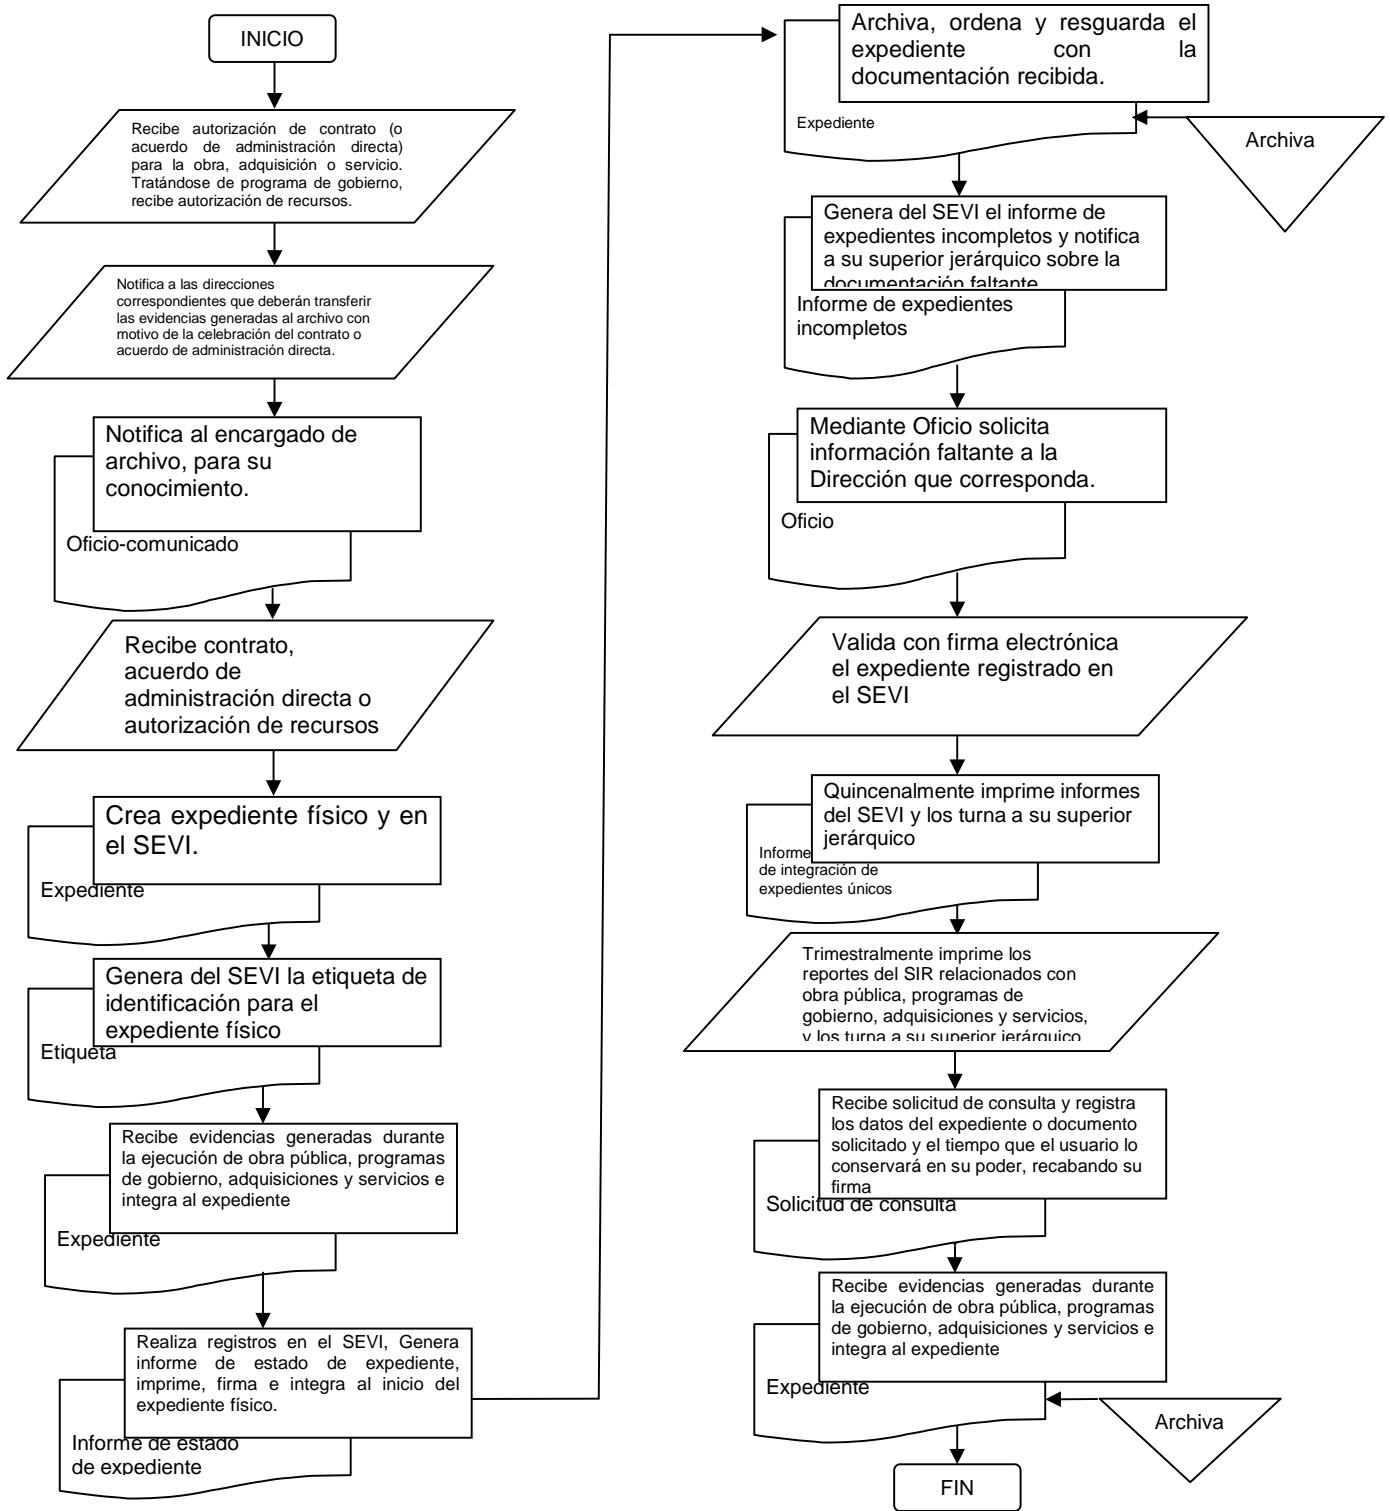 INICIO
Recibe autorización de contrato (o
acuerdo de administración directa)
para la obra, adquisición o servicio.
Tratándose de programa de gobierno,
recibe autorización de recursos.
Notifica a las direcciones
correspondientes que deberán transferir
las evidencias generadas al archivo con
motivo de la celebración del contrato o
acuerdo de administración directa.
Notifica al encargado de
archivo, para su
conocimiento.
Oficio-comunicado
Recibe contrato,
acuerdo de
administración directa o
autorización de recursos
Crea expediente físico y en
el SEVI.
Expediente
Genera del SEVI la etiqueta de
identificación para el
expediente físico
Etiqueta
Recibe evidencias generadas durante
la ejecución de obra pública, programas
de gobierno, adquisiciones y servicios e
integra al expediente
Expediente
Realiza registros en el SEVI, Genera
informe de estado de expediente,
imprime, firma e integra al inicio del
expediente físico.
Informe de estado
de expediente
Archiva, ordena y resguarda el
expediente con la
documentación recibida.
Expediente
Archiva
Genera del SEVI el informe de
expedientes incompletos y notifica
a su superior jerárquico sobre la
documentación faltante
Informe de expedientes
incompletos
Mediante Oficio solicita
información faltante a la
Dirección que corresponda.
Oficio
Valida con firma electrónica
el expediente registrado en
el SEVI
Quincenalmente imprime informes
del SEVI y los turna a su superior
jerárquico
Informe
de integración de
expedientes únicos
Trimestralmente imprime los
reportes del SIR relacionados con
obra pública, programas de
gobierno, adquisiciones y servicios,
y los turna a su superior jerárquico
Recibe solicitud de consulta y registra
los datos del expediente o documento
solicitado y el tiempo que el usuario lo
conservará en su poder, recabando su
firma
Solicitud de consulta
Recibe evidencias generadas durante
la ejecución de obra pública, programas
de gobierno, adquisiciones y servicios e
integra al expediente
Expediente
Archiva
FIN